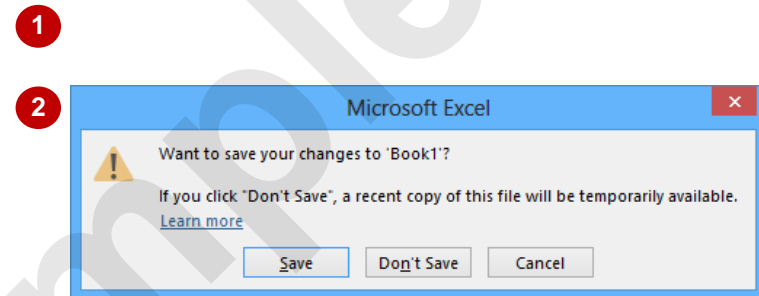 1
2
Microsoft Excel
Want to save your changes to 'Book1'?
If you click "Don't Save", a recent copy of this file will be temporarily available.
Learn more
Save Don't Save Cancel